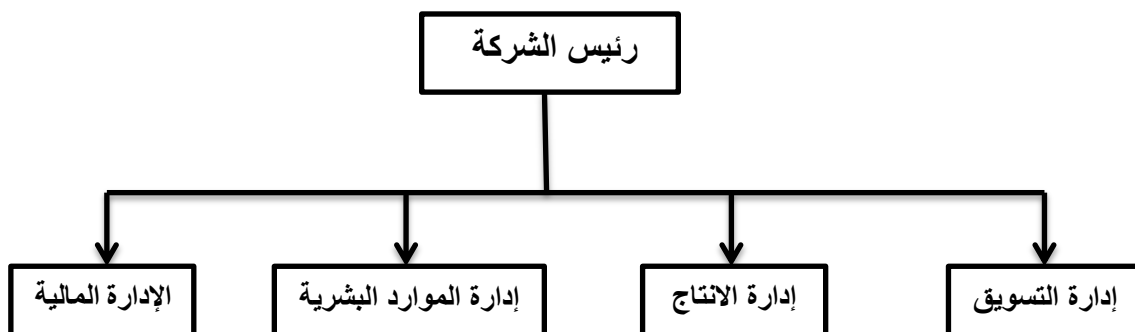 رئيس الشركة
إدارة التسويق
إدارة الانتاج
إدارة الموارد البشرية
الإدارة المالية